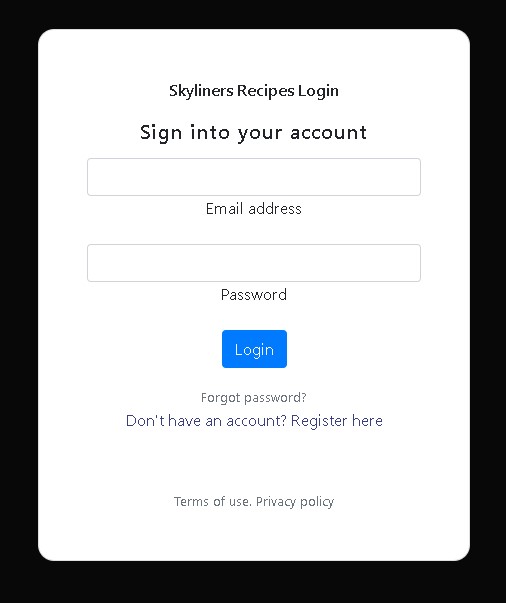 Skyliners Recipes Login
Sign into your account
Email address
Password
Login
Forgot password?
Don't have an account? Register here
Terms of use. Privacy policy